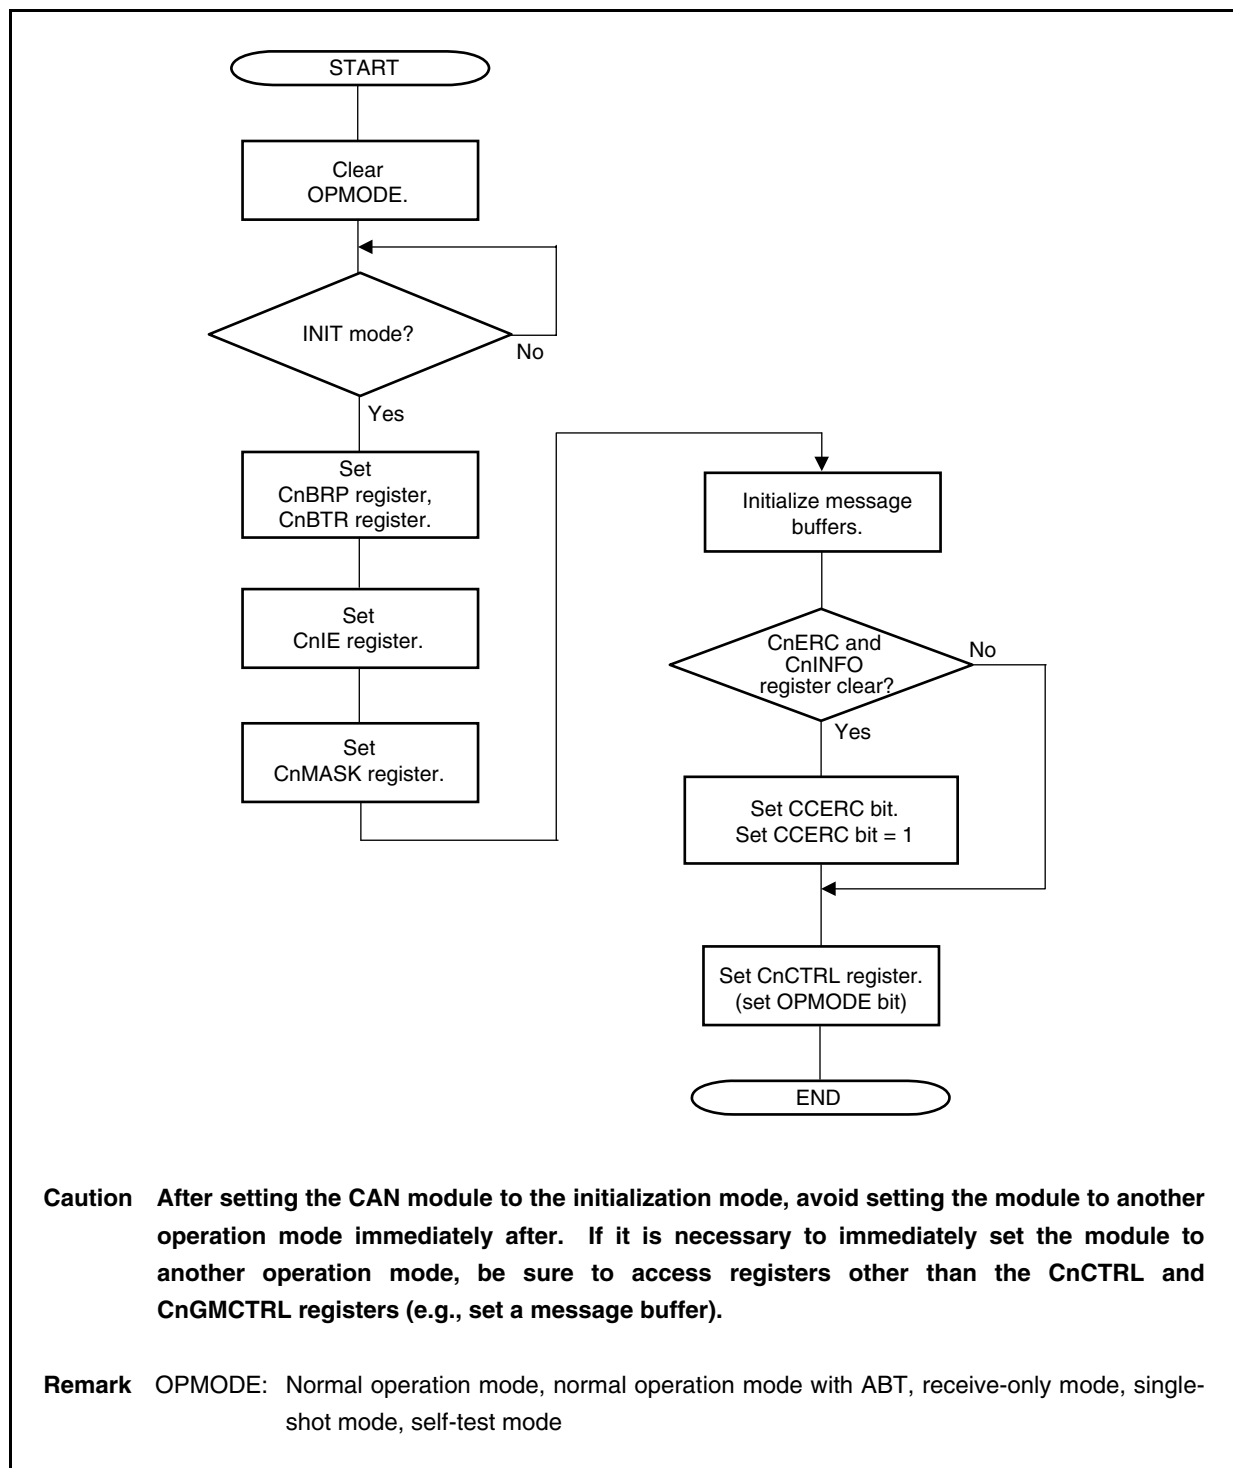 START
Clear
OPMODE.
INIT mode?
No
Yes
Set
CnBRP register,
CnBTR register.
Set
CnIE register.
Set
CnMASK register.
Initialize message
buffers.
CnERC and
CnINFO
register clear?
No
Yes
Set CCERC bit.
Set CCERC bit = 1
Set CnCTRL register.
(set OPMODE bit)
END
Caution After setting the CAN module to the initialization mode, avoid setting the module to another
operation mode immediately after. If it is necessary to immediately set the module to
another operation mode, be sure to access registers other than the CnCTRL and
CnGMCTRL registers (e.g., set a message buffer).
Remark OPMODE: Normal operation mode, normal operation mode with ABT, receive-only mode, single-
shot mode, self-test mode